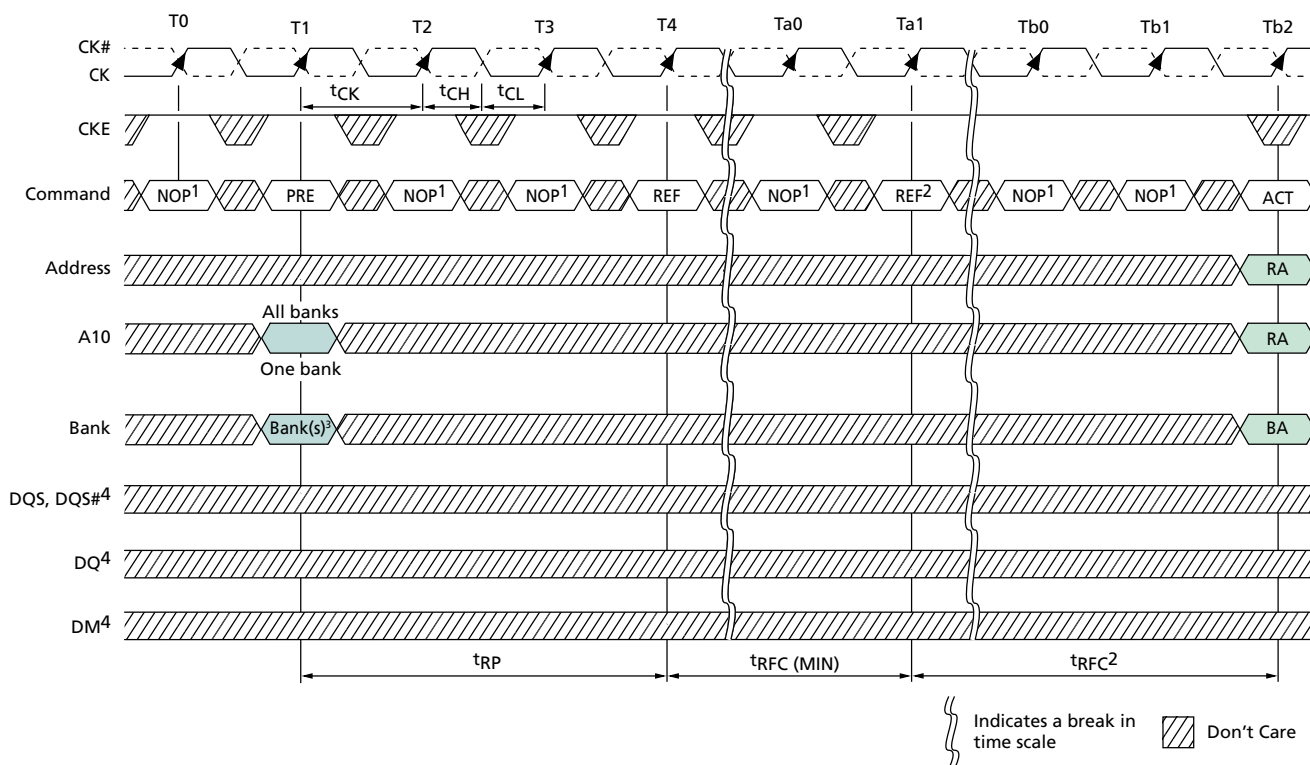 T0 T1 T2 T3 T4 Ta0 Ta1 Tb0 Tb1 Tb2
CK#
CK
tCK tCH tCL
CKE
Command NOP1 PRE NOP1 NOP1 REF NOP1 REF2 NOP1 NOP1 ACT
Address RA
All banks
A10 RA
One bank
Bank Bank(s)3 BA
DQS, DQS#4
DQ4
DM4
tRP tRFC (MIN) tRFC2
Indicates a break in
time scale
Don't Care